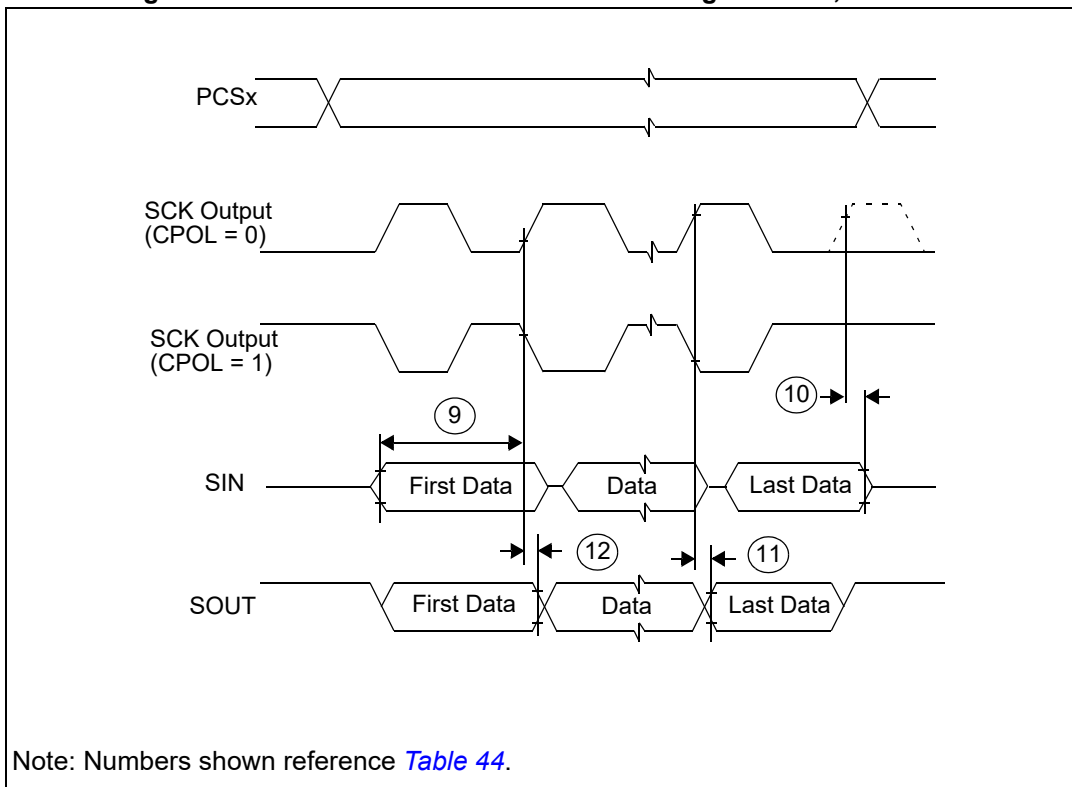 PCSx
SCK Output
(CPOL = 0)
SCK Output
(CPOL = 1)
10
9
SIN
First Data
Data
Last Data
12
11
SOUT
First Data
Data
Last Data
Note: Numbers shown reference Table 44.